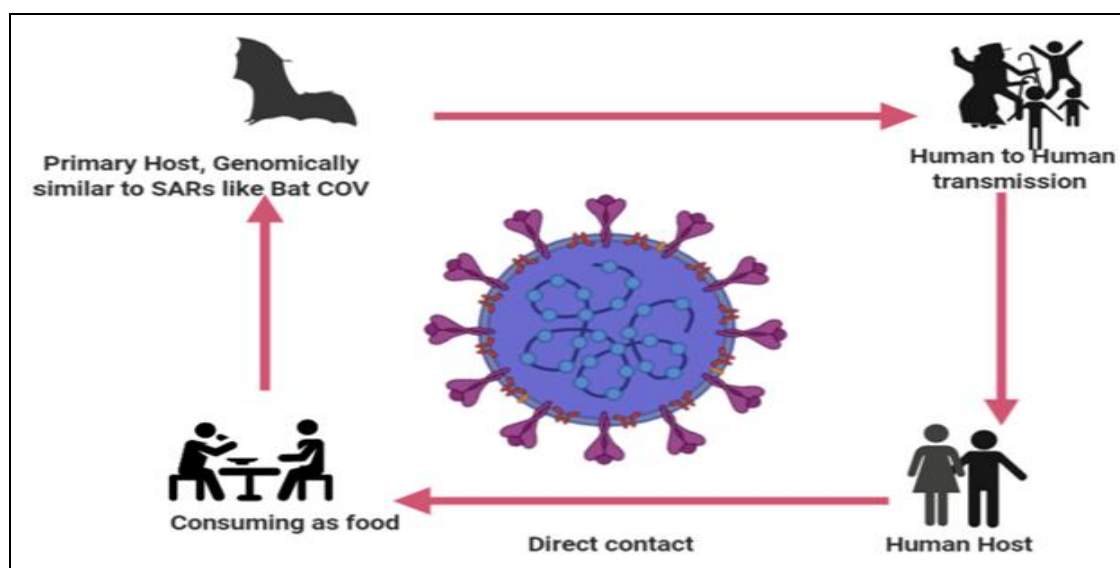 Primary Host, Genomically
similar to SARs like Bat COV
Human to Human
transmission
Consuming as food
Direct contact
Human Host